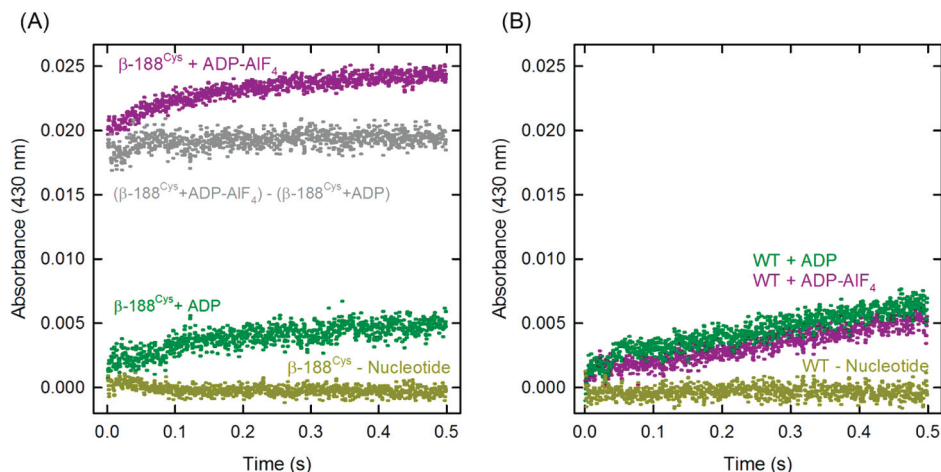 (A)
Absorbance (430 nm)
0.025
0.020
0.015
0.010
0.005
0.000
β-188Cys + ADP-AlF4
(β-188Cys+ADP-AlF4) - (β-188Cys+ADP)
β-188Cys + ADP
β-188Cys - Nucleotide
0.0 0.1 0.2 0.3 0.4 0.5
Time (s)
(B)
Absorbance (430 nm)
0.025
0.020
0.015
0.010
0.005
0.000
WT + ADP
WT + ADP-AlF4
WT - Nucleotide
0.0 0.1 0.2 0.3 0.4 0.5
Time (s)